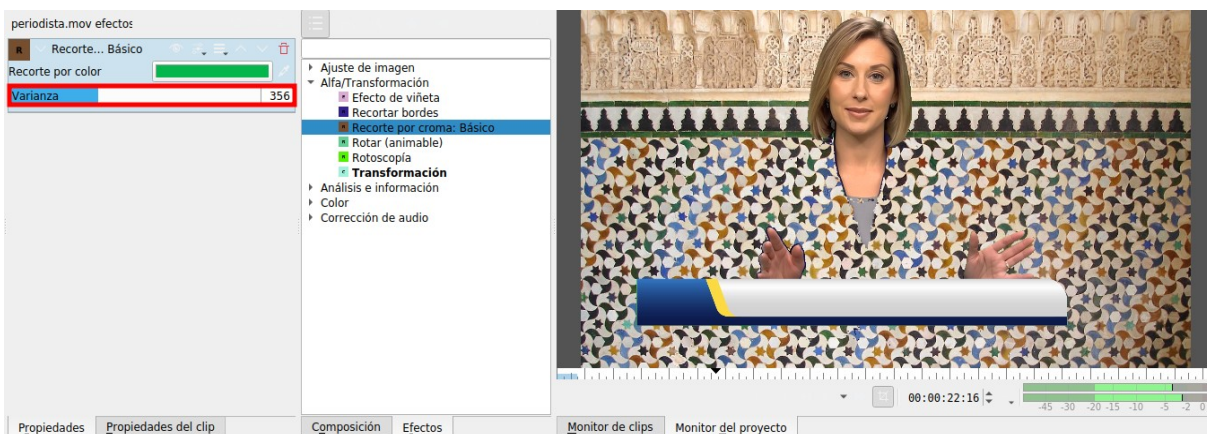 periodista.mov efectos
R Recorte... Básico
Recorte por color
Varianza 356
Ajuste de imagen
Alfa/Transformación
Efecto de viñeta
Recortar bordes
Recorte por croma: Básico
Rotar (animable)
Rotoscopía
Transformación
Análisis e información
Color
Corrección de audio
00:00:22:16
-45 -30 -20 -15 -10 -5 -2 0
Propiedades Propiedades del clip
Composición Efectos
Monitor de clips Monitor del proyecto